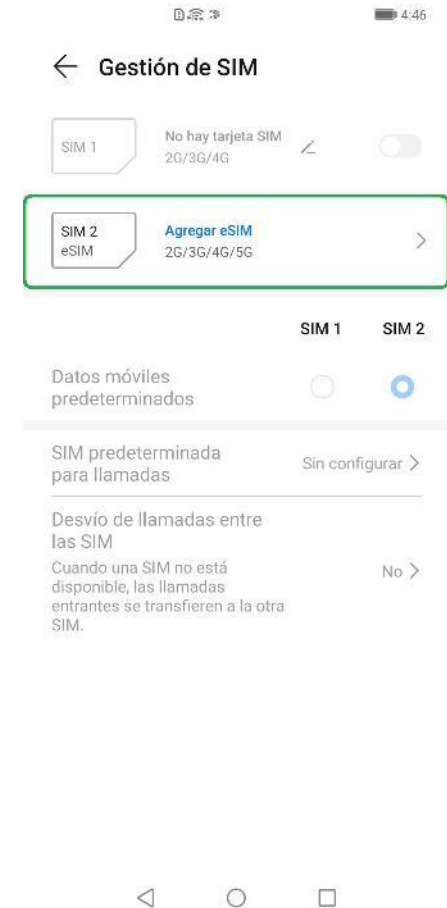 4:46
Gestión de SIM
SIM 1
No hay tarjeta SIM
2G/3G/4G
SIM 2
eSIM
Agregar eSIM
2G/3G/4G/5G
SIM 1 SIM 2
Datos móviles
predeterminados
SIM predeterminada
para llamadas
Sin configurar
Desvío de llamadas entre
las SIM
Cuando una SIM no está
disponible, las llamadas
entrantes se transfieren a la otra
SIM.
No